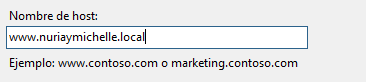 Nombre de host:
www.nuriaymichelle.local
Ejemplo: www.contoso.com o marketing.contoso.com